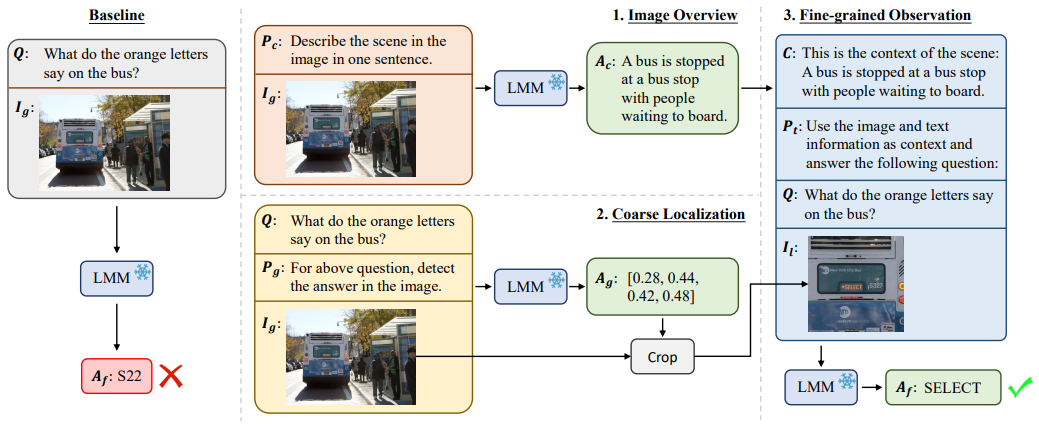 Baseline
Q: What do the orange letters
say on the bus?
I_g:
LMM
A_f: S22
1. Image Overview
P_c: Describe the scene in the
image in one sentence.
I_g:
LMM
A_c: A bus is stopped
at a bus stop
with people
waiting to board.
2. Coarse Localization
Q: What do the orange letters
say on the bus?
P_g: For above question, detect
the answer in the image.
I_g:
LMM
A_g: [0.28, 0.44,
0.42, 0.48]
Crop
3. Fine-grained Observation
C: This is the context of the scene:
A bus is stopped at a bus stop
with people waiting to board.
P_t: Use the image and text
information as context and
answer the following question:
Q: What do the orange letters say
on the bus?
I_l:
New York City Bus
SELECT
LMM
A_f: SELECT